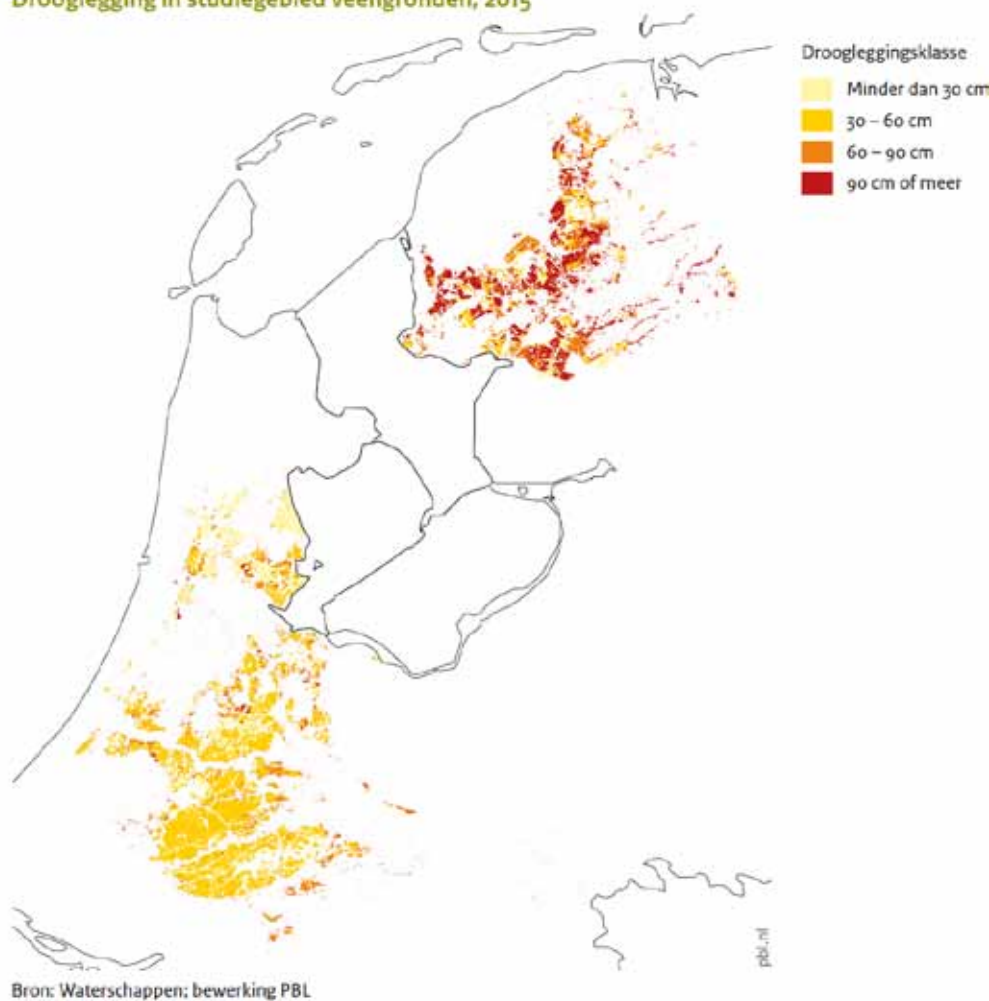 Drooglegging in studiegebied veengronden, 2015
Droogleggingsklasse
Minder dan 30 cm
30 – 60 cm
60 – 90 cm
90 cm of meer
pbl.nl
Bron: Waterschappen; bewerking PBL